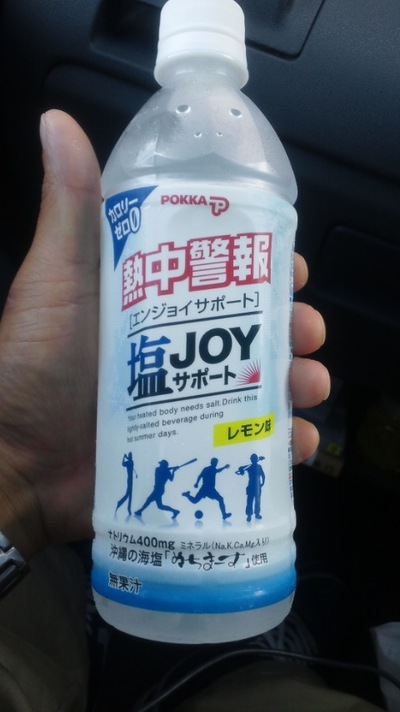 POKKA
カロリー
ゼロ0
熱中警報
[エンジョイサポート]
塩JOY
サポート
Your heated body needs salt.Drink this
lightly-salted beverage during
hot summer days.
レモン味
ナトリウム400mg ミネラル(Na,K,Ca,Mg入り)
沖縄の海塩「ぬちまーす」使用
無果汁